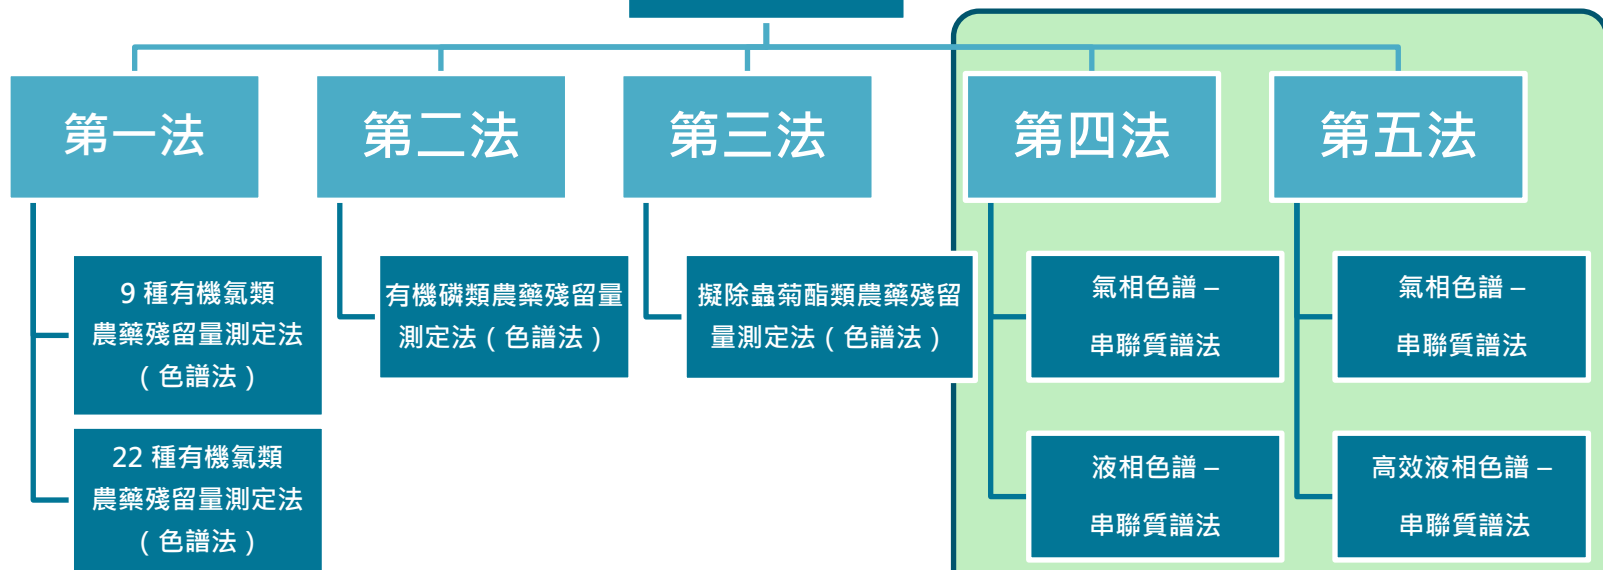 第一法
9 種有機氯類
農藥殘留量測定法
（色譜法）
22 種有機氯類
農藥殘留量測定法
（色譜法）
第二法
有機磷類農藥殘留量
測定法（色譜法）
第三法
擬除蟲菊酯類農藥殘留
量測定法（色譜法）
第四法
氣相色譜 –
串聯質譜法
液相色譜 –
串聯質譜法
第五法
氣相色譜 –
串聯質譜法
高效液相色譜 –
串聯質譜法